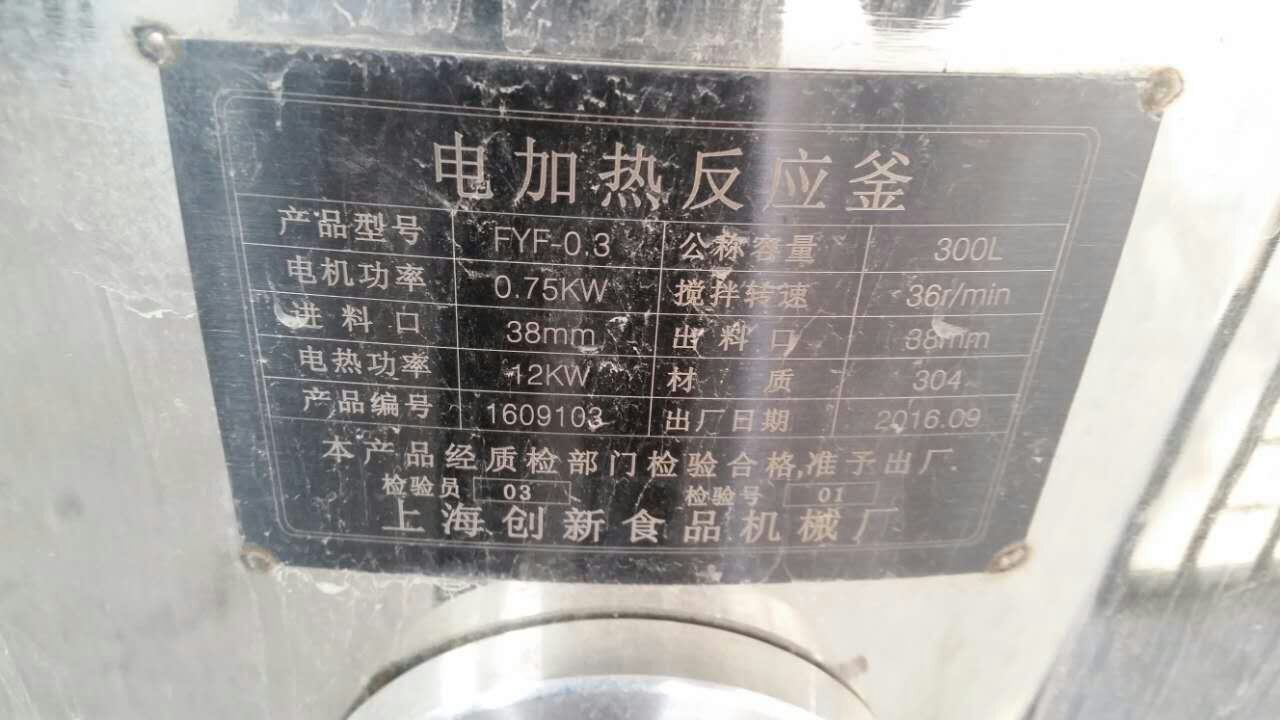 电加热反应釜
产品型号 FYF-0.3 公称容量 300L
电机功率 0.75KW 搅拌转速 36r/min
进料口 38mm 出料口 38mm
电热功率 12KW 材质 304
产品编号 1609103 出厂日期 2016.09
本产品经质检部门检验合格,准予出厂.
检验员 03 检验号 01
上海创新食品机械厂